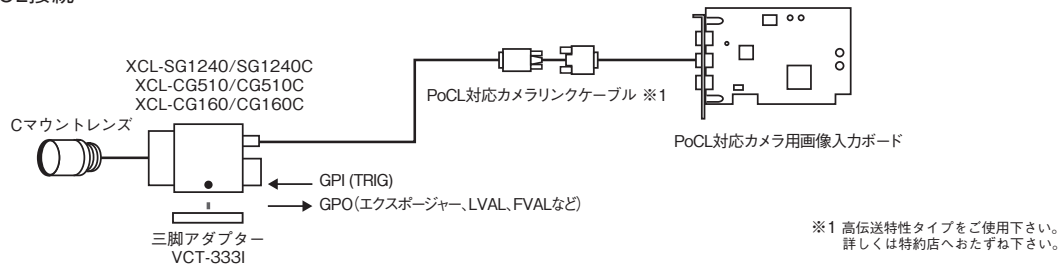 XCL-SG1240/SG1240C
XCL-CG510/CG510C
XCL-CG160/CG160C
Cマウントレンズ
PoCL対応カメラリンクケーブル ※1
PoCL対応カメラ用画像入力ボード
GPI (TRIG)
GPO(エクスポージャー、LVAL、FVALなど)
三脚アダプター
VCT-333I
※1 高伝送特性タイプをご使用下さい。
詳しくは特約店へおたずね下さい。